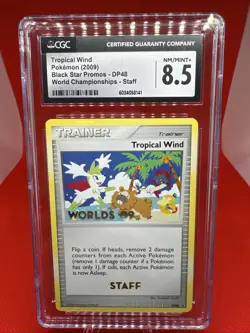 CGC
CERTIFIED GUARANTY COMPANY
Tropical Wind
Pokémon (2009)
Black Star Promos - DP48
World Championships - Staff
6034058141
NM/MINT+
8.5
TRAINER
Trainer
Tropical Wind
WORLDS 09
Flip a coin. If heads, remove 2 damage
counters from each Active Pokémon
(remove 1 damage counter if a Pokémon
has only 1). If tails, each Active Pokémon
is now Asleep.
STAFF